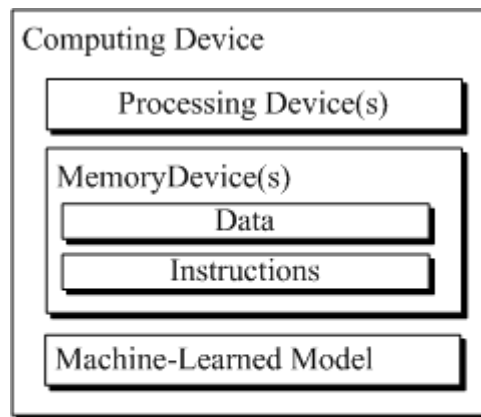 Computing Device
Processing Device(s)
MemoryDevice(s)
Data
Instructions
Machine-Learned Model